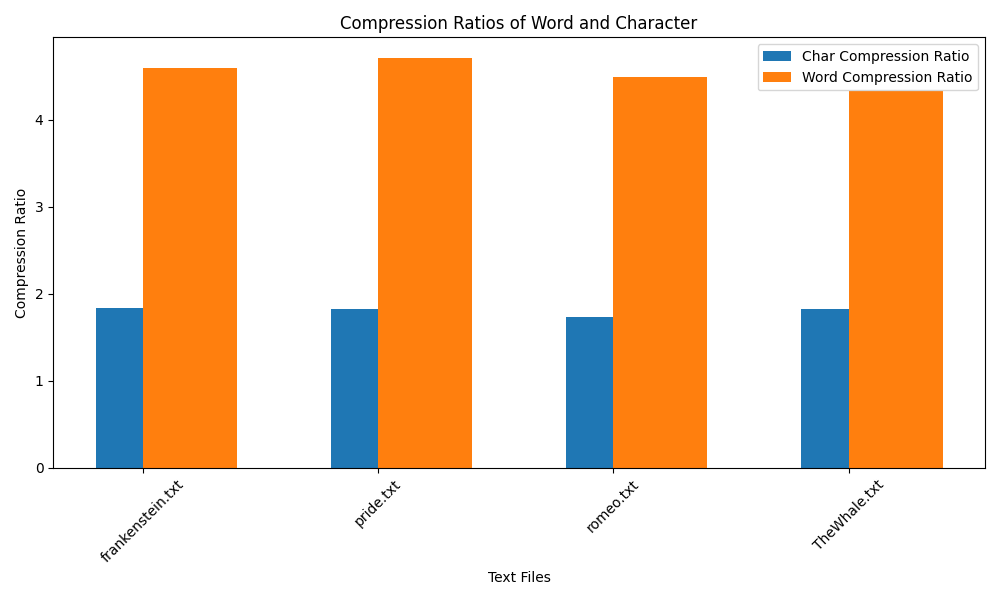 Compression Ratios of Word and Character
Char Compression Ratio
Word Compression Ratio
Compression Ratio
4
3
2
1
0
frankenstein.txt
pride.txt
romeo.txt
TheWhale.txt
Text Files